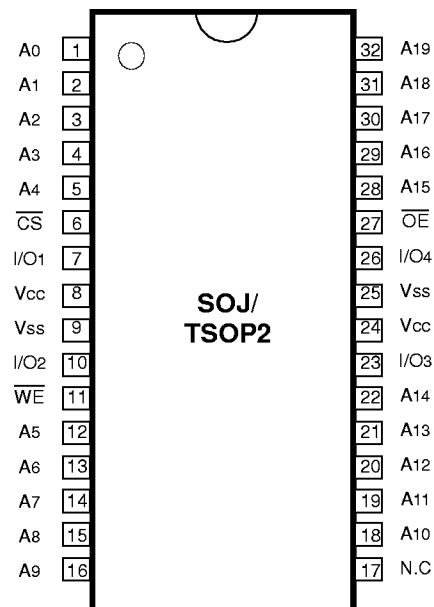 A0 1 32 A19
A1 2 31 A18
A2 3 30 A17
A3 4 29 A16
A4 5 28 A15
CS 6 27 OE
I/O1 7 26 I/O4
Vcc 8 25 Vss
Vss 9 24 Vcc
I/O2 10 23 I/O3
WE 11 22 A14
A5 12 21 A13
A6 13 20 A12
A7 14 19 A11
A8 15 18 A10
A9 16 17 N.C
SOJ/
TSOP2